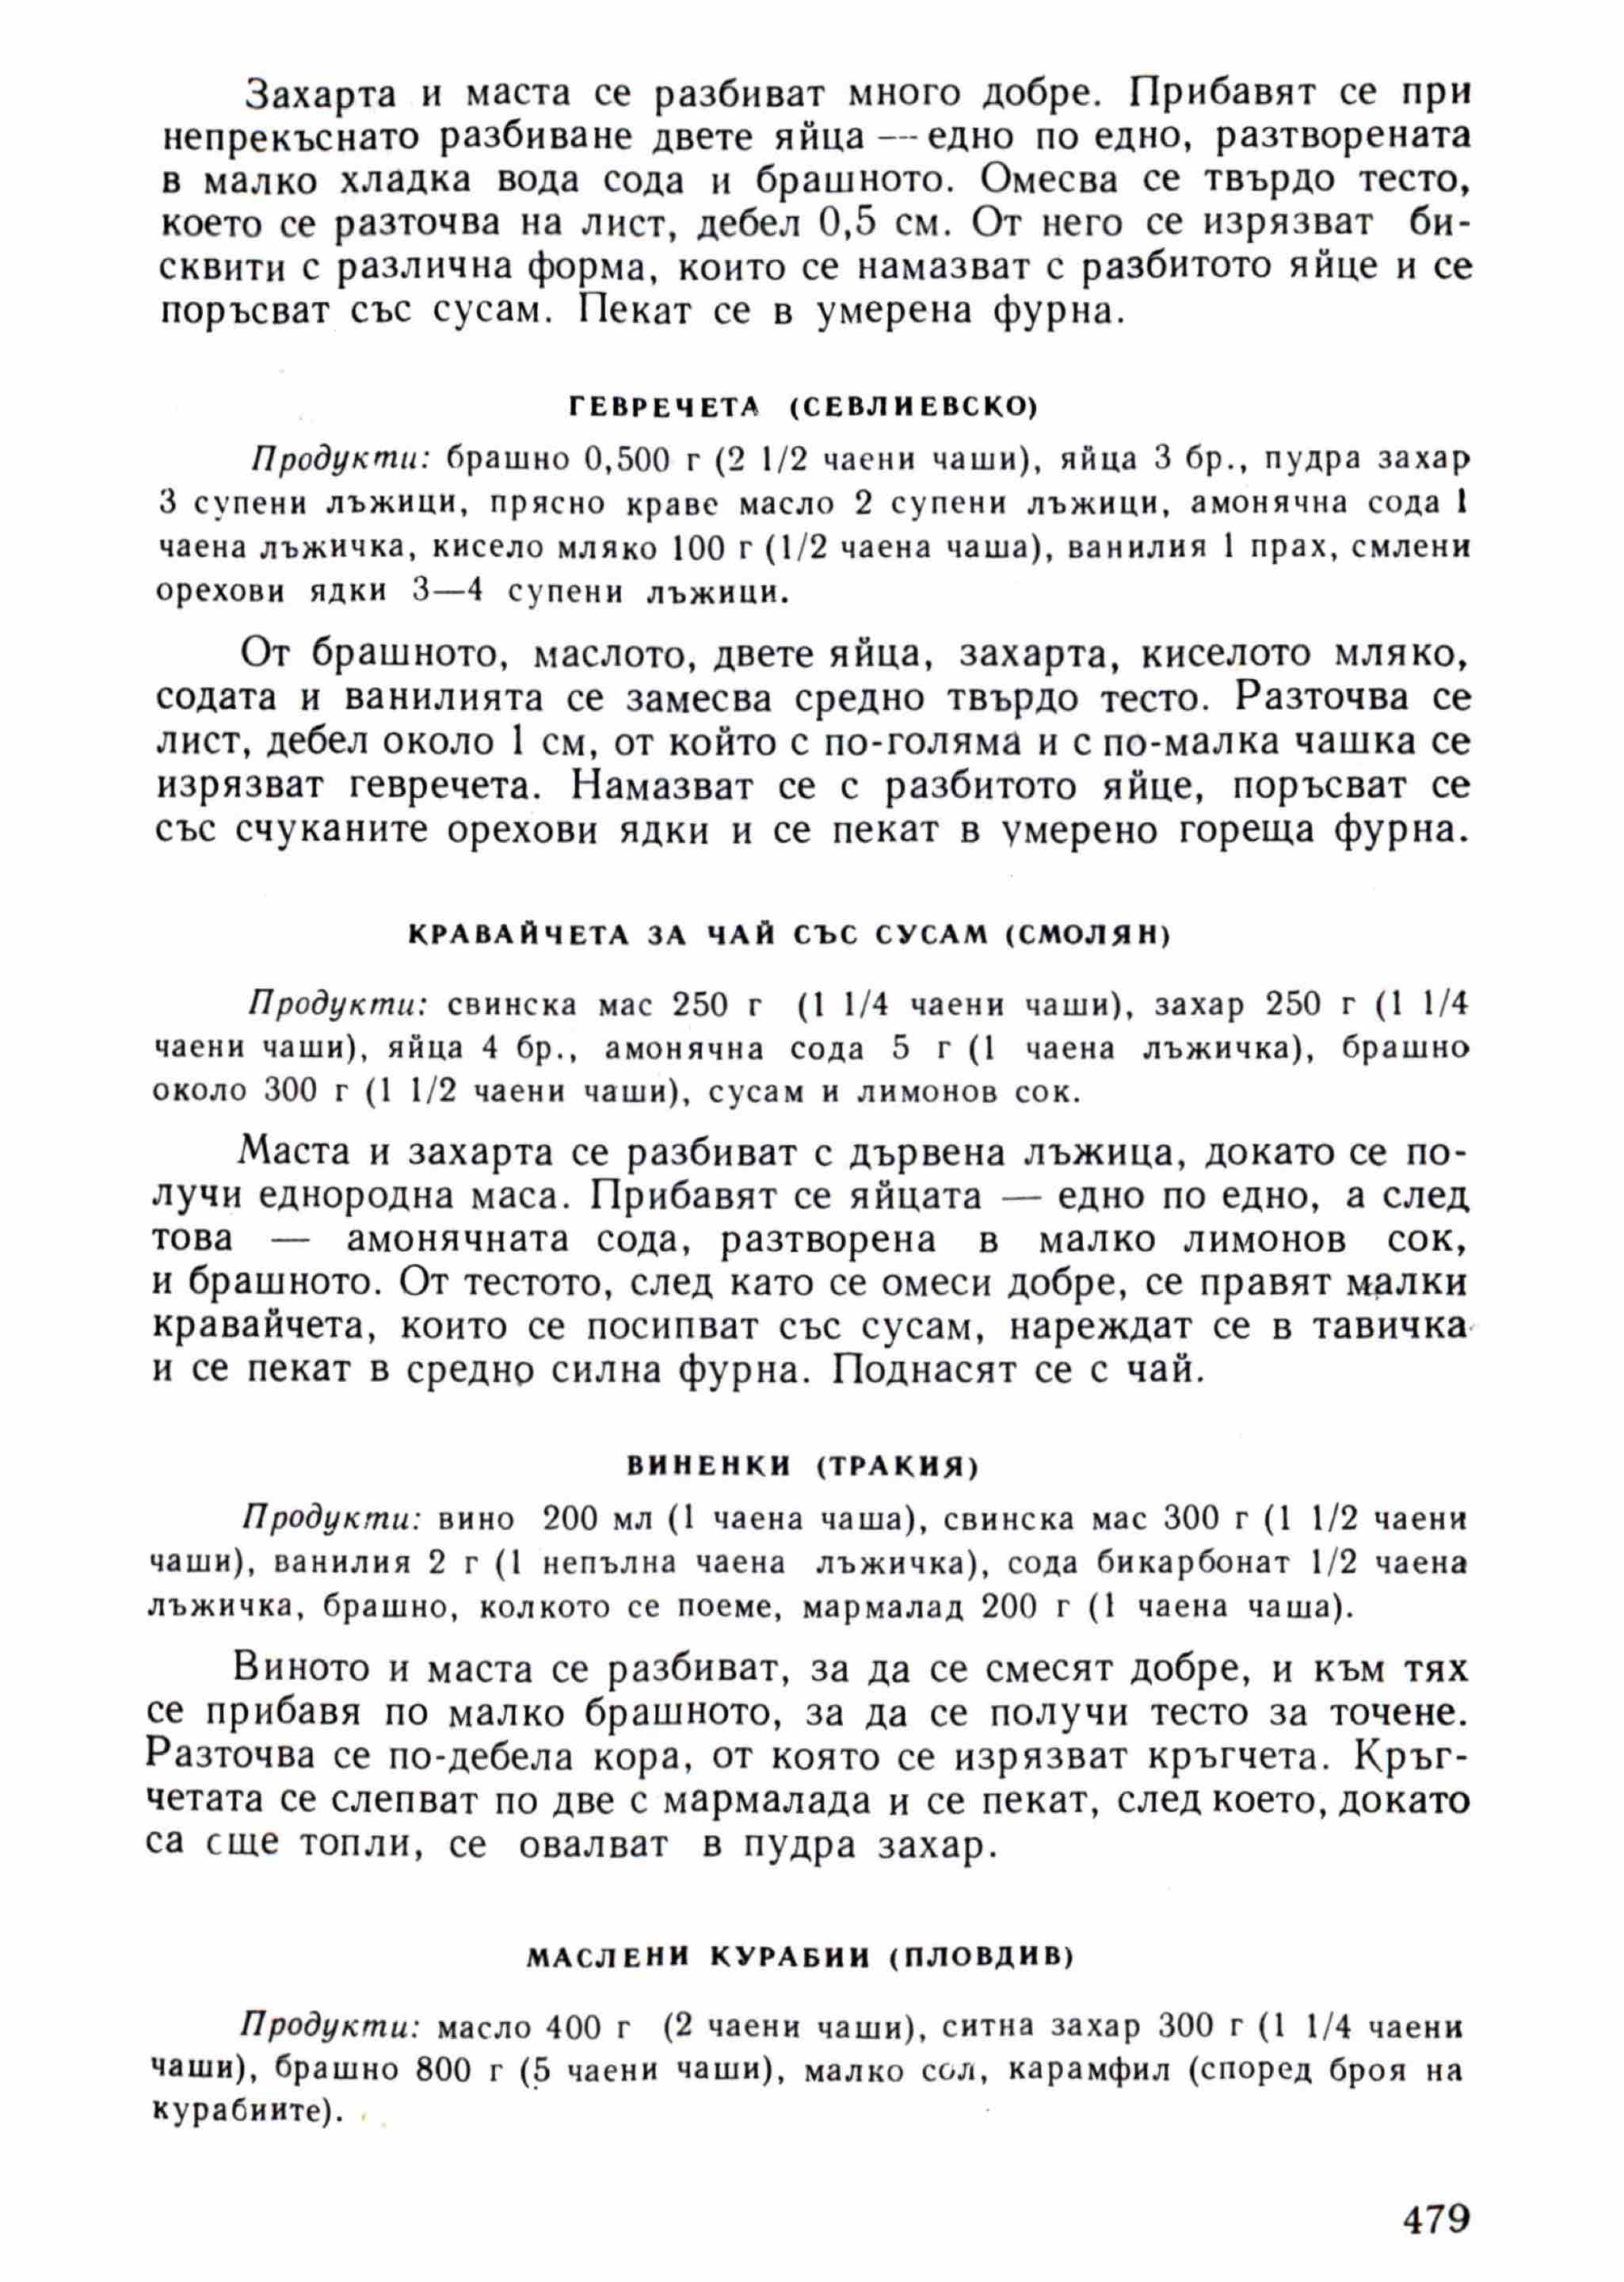 Захарта и маста се разбиват много добре. Прибавят се при
непрекъснато разбиване двете яйца — едно по едно, разтворената
в малко хладка вода сода и брашното. Омесва се твърдо тесто,
което се разточва на лист, дебел 0,5 см. От него се изрязват би-
сквити с различна форма, които се намазват с разбитото яйце и се
поръсват със сусам. Пекат се в умерена фурна.
ГЕВРЕЧЕТА (СЕВЛИЕВСКО)
Продукти: брашно 0,500 г (2 1/2 чаени чаши), яйца 3 бр., пудра захар
3 супени лъжици, прясно краве масло 2 супени лъжици, амонячна сода 1
чаена лъжичка, кисело мляко 100 г (1/2 чаена чаша), ванилия 1 прах, смлени
орехови ядки 3—4 супени лъжици.
От брашното, маслото, двете яйца, захарта, киселото мляко,
содата и ванилията се замесва средно твърдо тесто. Разточва се
лист, дебел около 1 см, от който с по-голяма и с по-малка чашка се
изрязват гевречета. Намазват се с разбитото яйце, поръсват се
със счуканите орехови ядки и се пекат в умерено гореща фурна.
КРАВАЙЧЕТА ЗА ЧАЙ СЪС СУСАМ (СМОЛЯН)
Продукти: свинска мас 250 г (1 1/4 чаени чаши), захар 250 г (1 1/4
чаени чаши), яйца 4 бр., амонячна сода 5 г (1 чаена лъжичка), брашно
около 300 г (1 1/2 чаени чаши), сусам и лимонов сок.
Маста и захарта се разбиват с дървена лъжица, докато се по-
лучи еднородна маса. Прибавят се яйцата — едно по едно, а след
това — амонячната сода, разтворена в малко лимонов сок,
и брашното. От тестото, след като се омеси добре, се правят малки
кравайчета, които се посипват със сусам, нареждат се в тавичка
и се пекат в средно силна фурна. Поднасят се с чай.
ВИНЕНКИ (ТРАКИЯ)
Продукти: вино 200 мл (1 чаена чаша), свинска мас 300 г (1 1/2 чаени
чаши), ванилия 2 г (1 непълна чаена лъжичка), сода бикарбонат 1/2 чаена
лъжичка, брашно, колкото се поеме, мармалад 200 г (1 чаена чаша).
Виното и маста се разбиват, за да се смесят добре, и към тях
се прибавя по малко брашното, за да се получи тесто за точене.
Разточва се по-дебела кора, от която се изрязват кръгчета. Кръг-
четата се слепват по две с мармалада и се пекат, след което, докато
са още топли, се овалват в пудра захар.
МАСЛЕНИ КУРАБИИ (ПЛОВДИВ)
Продукти: масло 400 г (2 чаени чаши), ситна захар 300 г (1 1/4 чаени
чаши), брашно 800 г (5 чаени чаши), малко сол, карамфил (според броя на
курабиите).
479